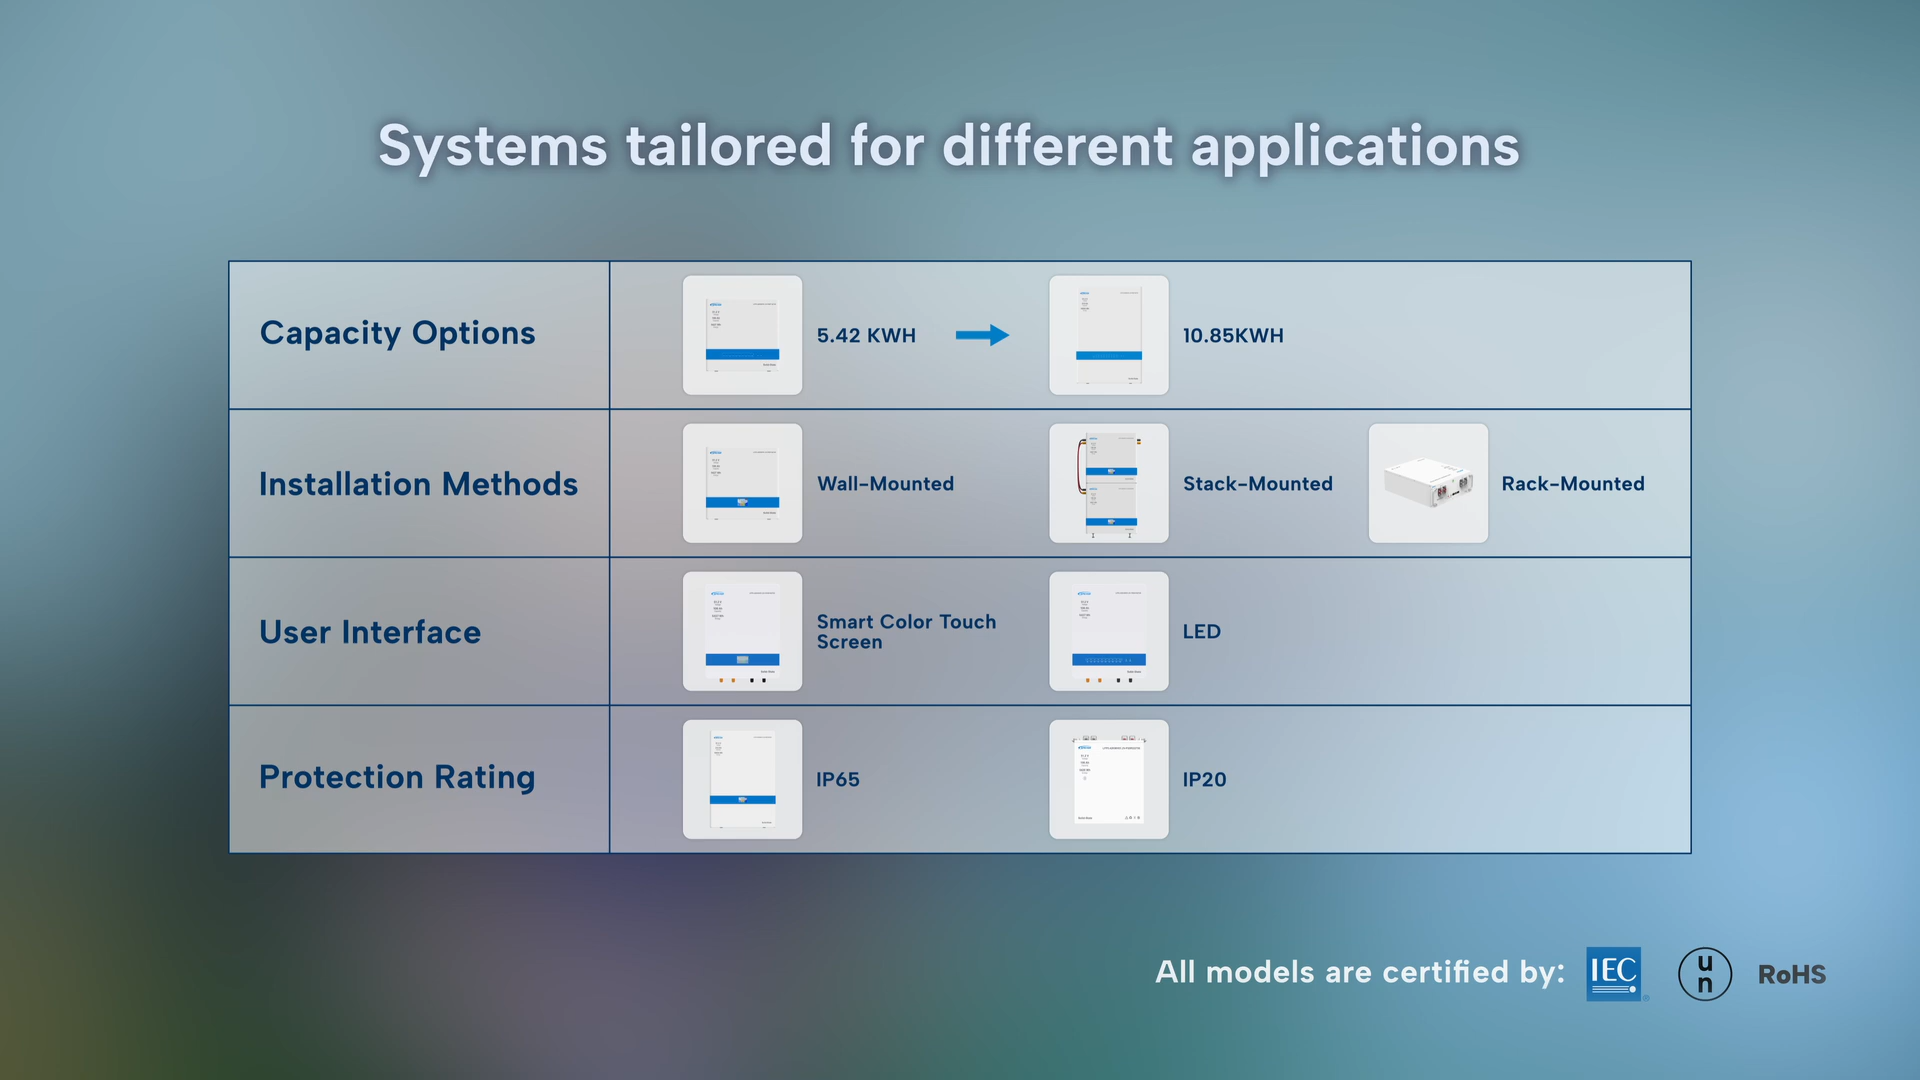 Systems tailored for different applications
Capacity Options
5.42 KWH
10.85KWH
Installation Methods
Wall-Mounted
Stack-Mounted
Rack-Mounted
User Interface
Smart Color Touch
Screen
LED
Protection Rating
IP65
IP20
All models are certified by:
IEC
®
un
RoHS